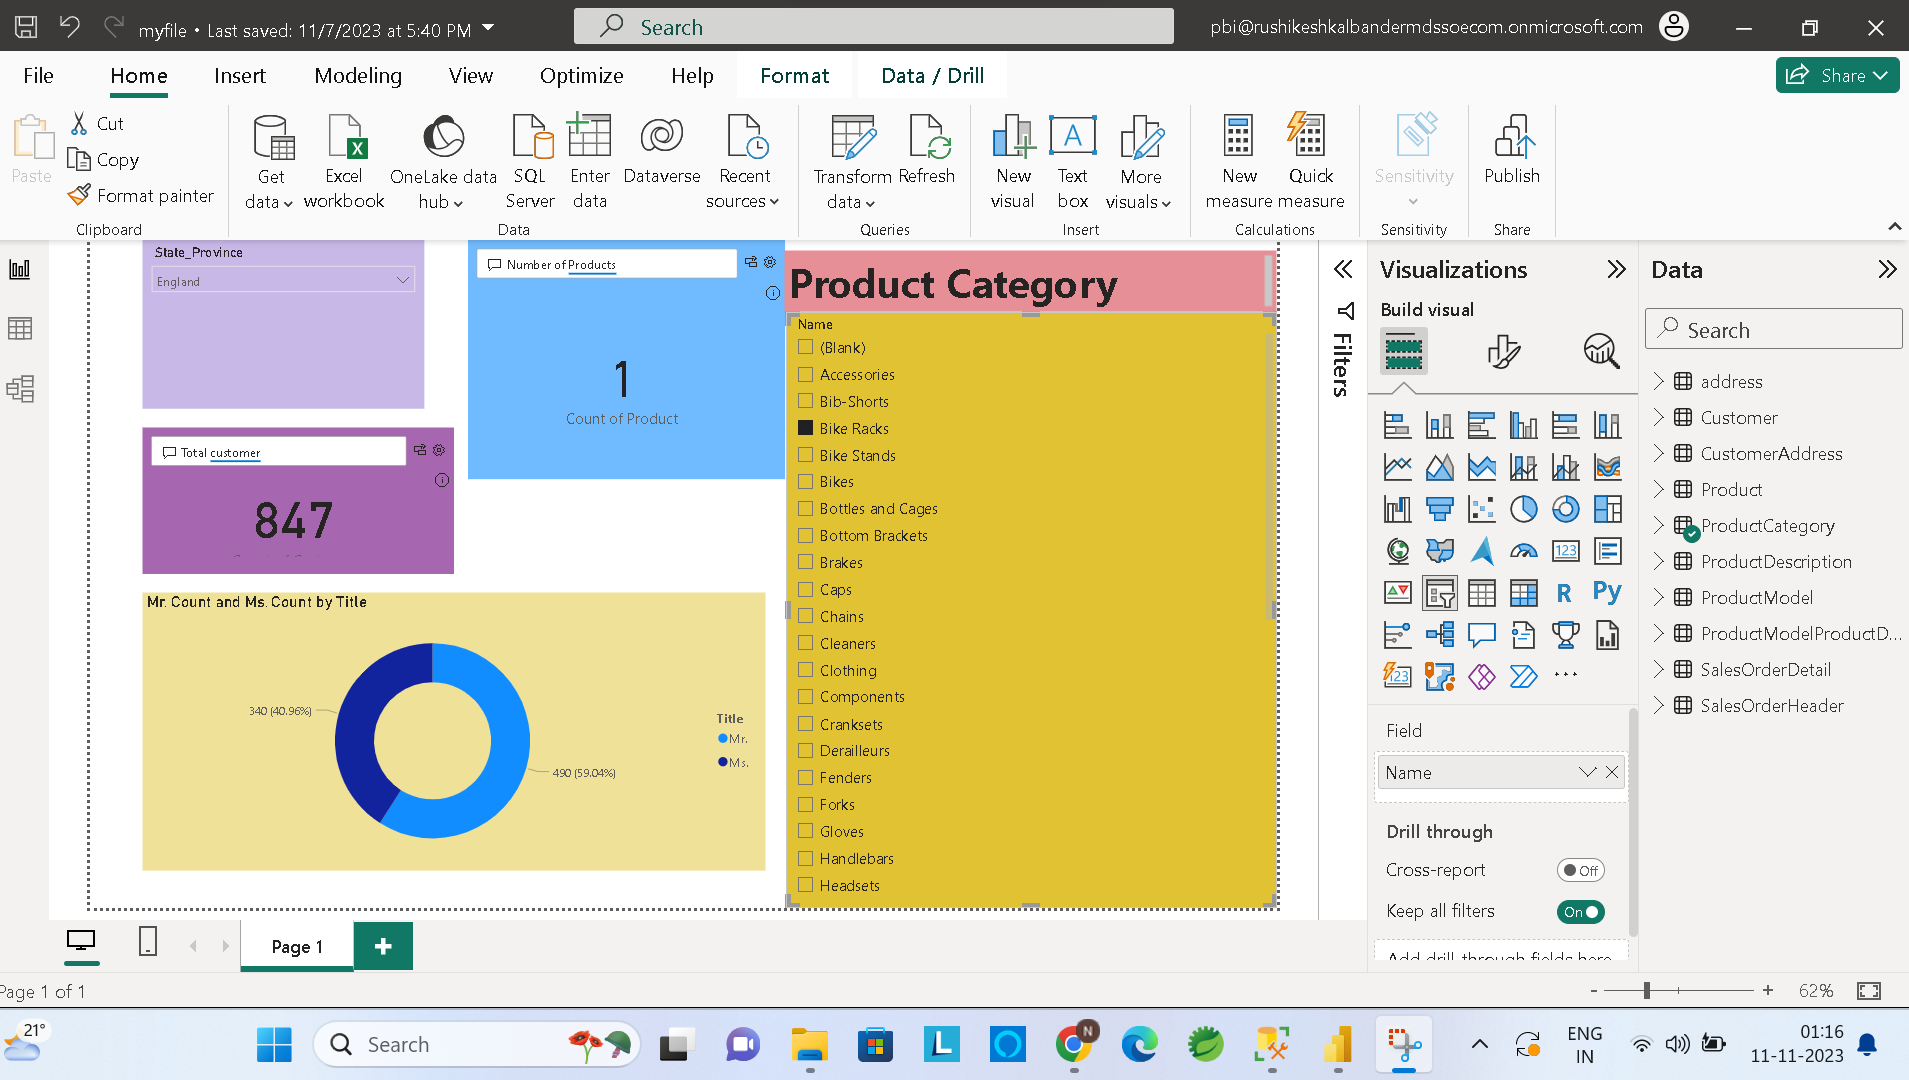 myfile • Last saved: 11/7/2023 at 5:40 PM
Search
pbi@rushikeshkalbandermdssoecom.onmicrosoft.com
File
Home
Insert
Modeling
View
Optimize
Help
Format
Data / Drill
Share
Paste
Cut
Copy
Format painter
Clipboard
Get data
Excel workbook
OneLake data hub
SQL Server
Enter data
Dataverse
Recent sources
Data
Transform data
Refresh
Queries
New visual
Text box
More visuals
Insert
New measure
Quick measure
Calculations
Sensitivity
Sensitivity
Publish
Share
State_Province
England
Number of Products
1
Count of Product
Total customer
847
Mr. Count and Ms. Count by Title
340 (40.96%)
490 (59.04%)
Title
Mr.
Ms.
Product Category
Name
(Blank)
Accessories
Bib-Shorts
Bike Racks
Bike Stands
Bikes
Bottles and Cages
Bottom Brackets
Brakes
Caps
Chains
Cleaners
Clothing
Components
Cranksets
Derailleurs
Fenders
Forks
Gloves
Handlebars
Headsets
Filters
Visualizations
Build visual
123
R
Py
123
Field
Name
Drill through
Cross-report
Off
Keep all filters
On
Add drill-through fields here
Data
Search
address
Customer
CustomerAddress
Product
ProductCategory
ProductDescription
ProductModel
ProductModelProductD...
SalesOrderDetail
SalesOrderHeader
Page 1
Page 1 of 1
62%
21°
Search
L
N
ENG
IN
01:16
11-11-2023